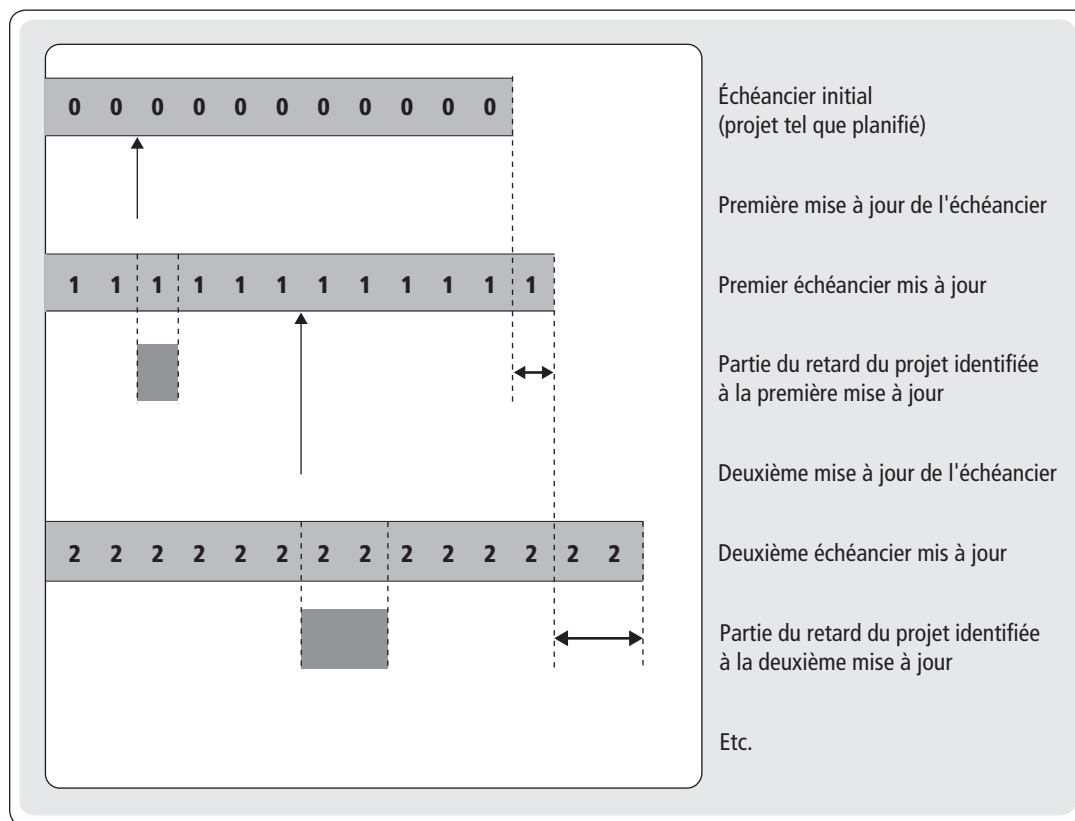 0 0 0 0 0 0 0 0 0 0 0
Échéancier initial
(projet tel que planifié)
Première mise à jour de l'échéancier
1 1 1 1 1 1 1 1 1 1 1 1
Premier échéancier mis à jour
Partie du retard du projet identifiée
à la première mise à jour
Deuxième mise à jour de l'échéancier
2 2 2 2 2 2 2 2 2 2 2 2 2 2
Deuxième échéancier mis à jour
Partie du retard du projet identifiée
à la deuxième mise à jour
Etc.